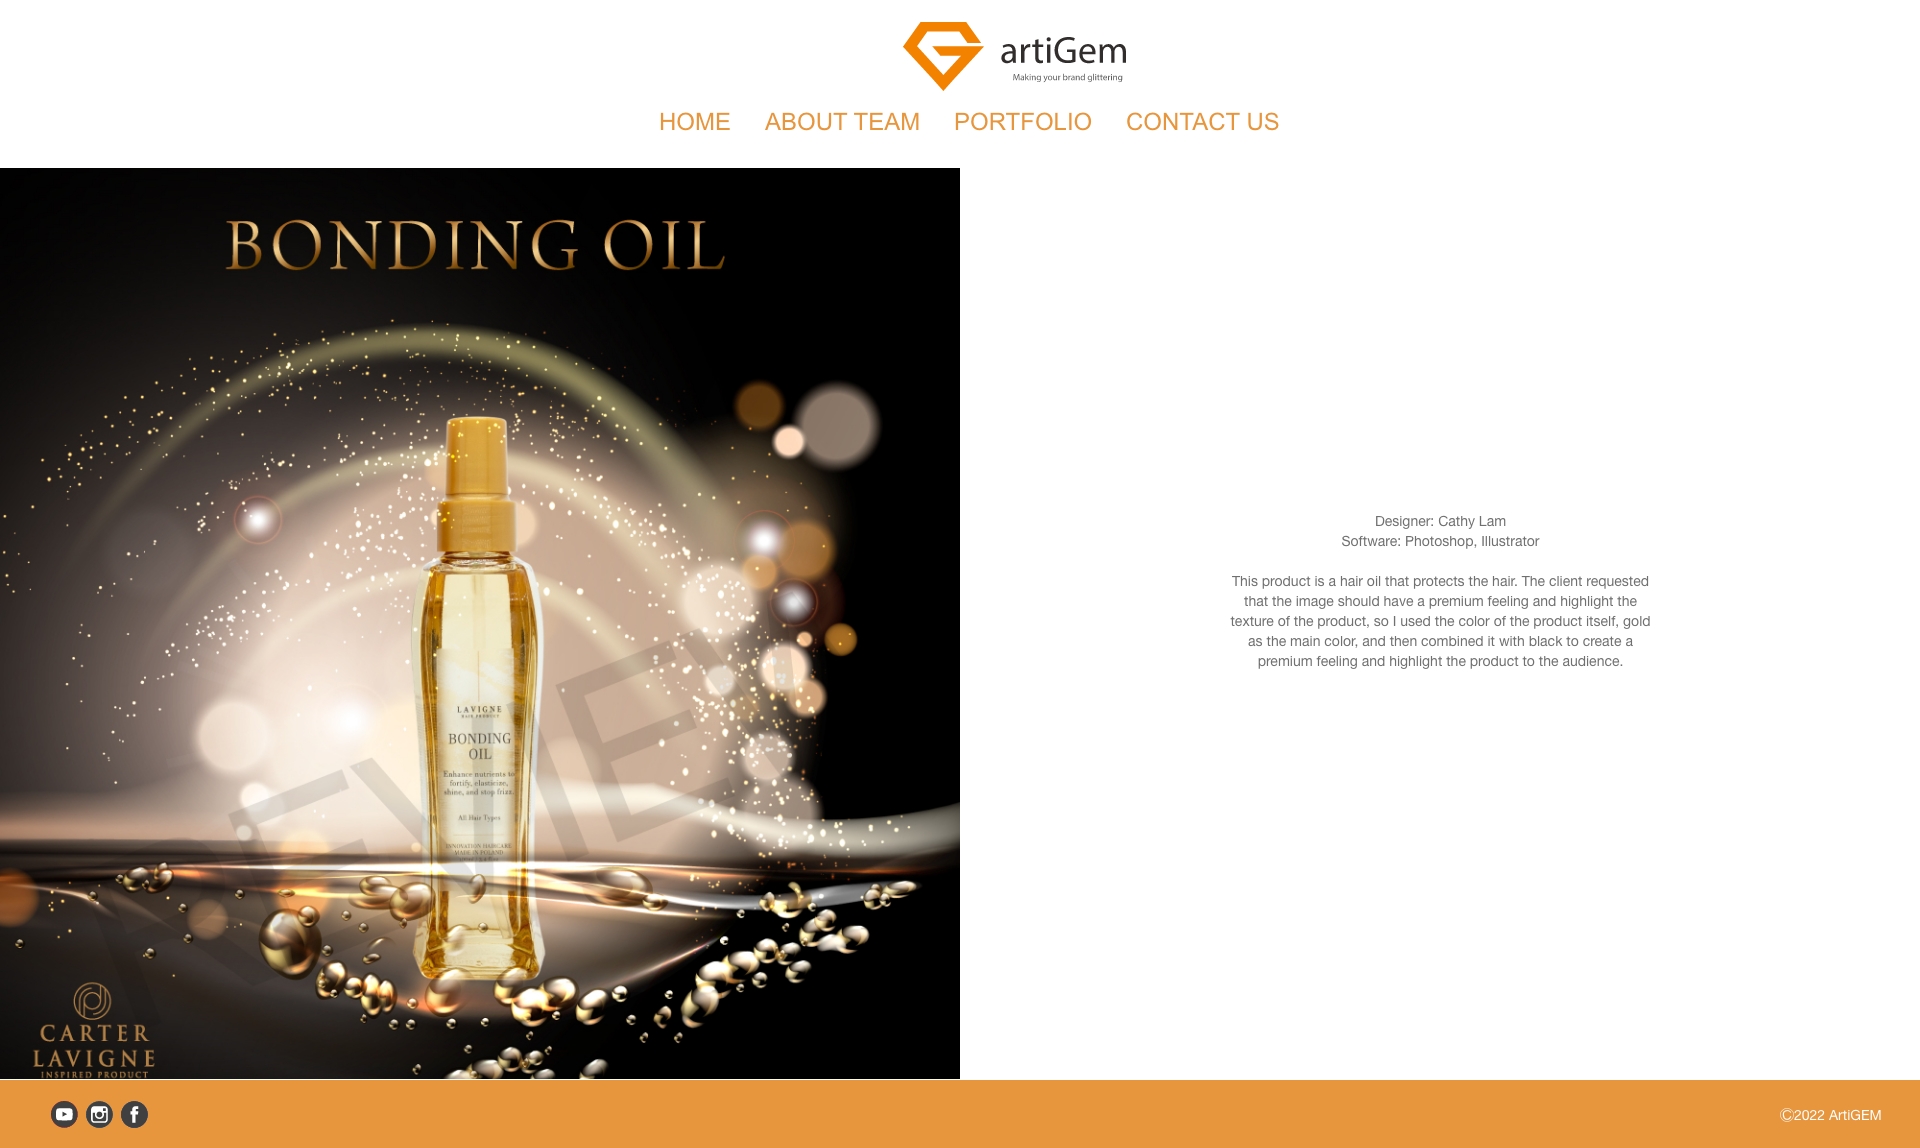 artiGem
Making your brand glittering
HOME ABOUT TEAM PORTFOLIO CONTACT US
BONDING OIL
LAVIGNE
HAIR PRODUCT
BONDING
OIL
Enhance nutrients to
fortify, elasticize,
shine, and stop frizz.
All Hair Types
INNOVATION HAIRCARE
MADE IN POLAND
CARTER
LAVIGNE
INSPIRED PRODUCT
Designer: Cathy Lam
Software: Photoshop, Illustrator
This product is a hair oil that protects the hair. The client requested
that the image should have a premium feeling and highlight the
texture of the product, so I used the color of the product itself, gold
as the main color, and then combined it with black to create a
premium feeling and highlight the product to the audience.
©2022 ArtiGEM